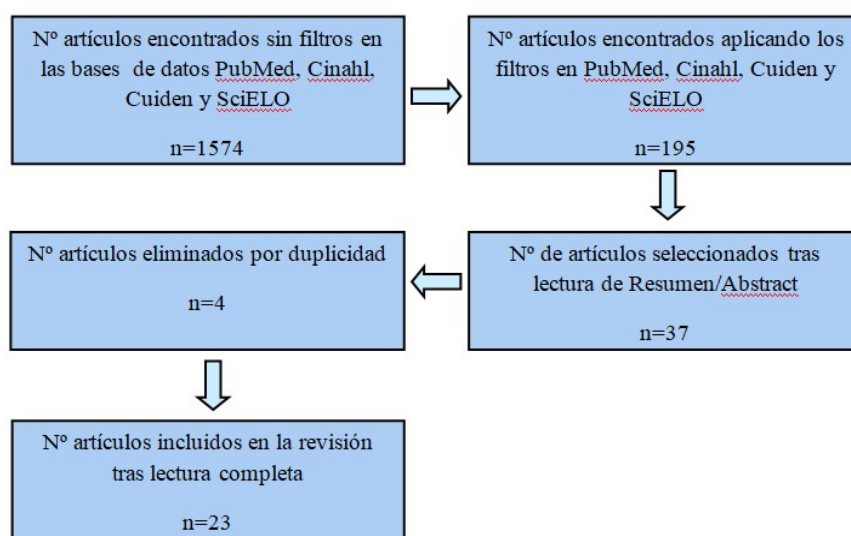 Nº artículos encontrados sin filtros en
las bases de datos PubMed, Cinahl,
Cuiden y SciELO
n=1574
Nº artículos encontrados aplicando los
filtros en PubMed, Cinahl, Cuiden y
SciELO
n=195
Nº de artículos seleccionados tras
lectura de Resumen/Abstract
n=37
Nº artículos eliminados por duplicidad
n=4
Nº artículos incluidos en la revisión
tras lectura completa
n=23